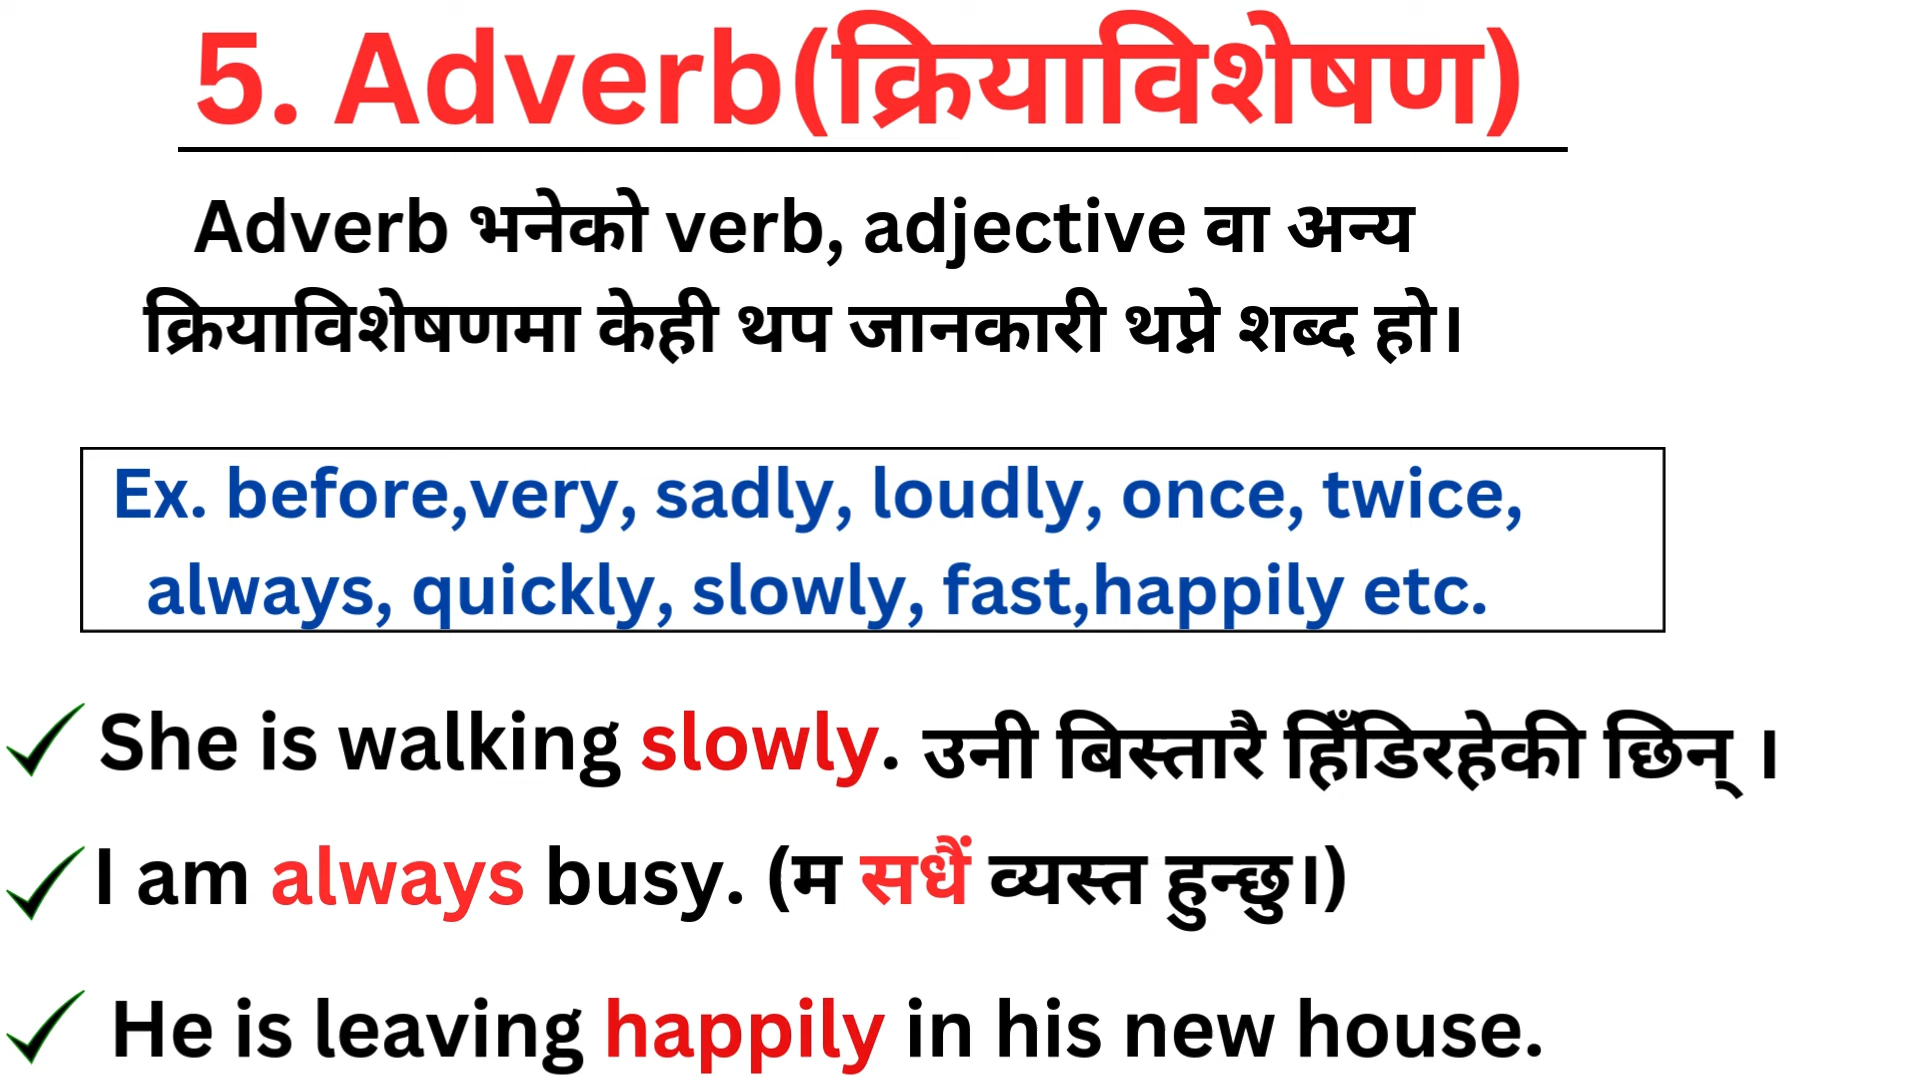 5. Adverb(क्रियाविशेषण)
Adverb भनेको verb, adjective वा अन्य
क्रियाविशेषणमा केही थप जानकारी थप्ने शब्द हो।
Ex. before,very, sadly, loudly, once, twice,
always, quickly, slowly, fast,happily etc.
She is walking slowly. उनी बिस्तारै हिँडिरहेकी छिन् ।
I am always busy. (म सधैं व्यस्त हुन्छु।)
He is leaving happily in his new house.